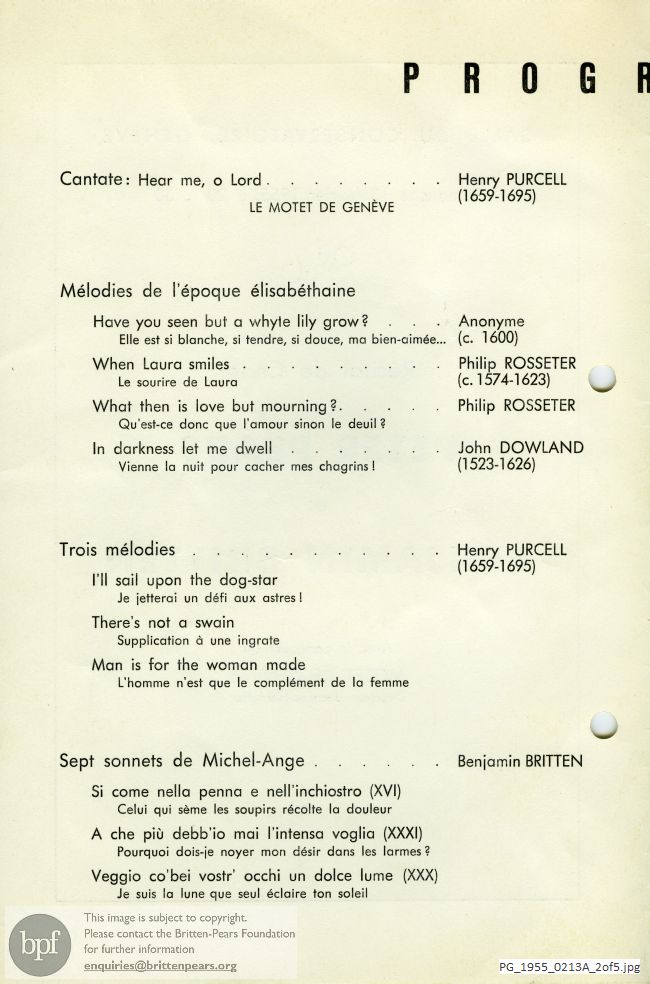 PROGR
Cantate: Hear me, o Lord . . . . . . . . Henry PURCELL
(1659-1695)
LE MOTET DE GENÈVE
Mélodies de l'époque élisabéthaine
Have you seen but a whyte lily grow? . . . Anonyme
Elle est si blanche, si tendre, si douce, ma bien-aimée... (c. 1600)
When Laura smiles . . . . . . . . . Philip ROSSETER
Le sourire de Laura (c. 1574-1623)
What then is love but mourning?. . . . . Philip ROSSETER
Qu'est-ce donc que l'amour sinon le deuil?
In darkness let me dwell . . . . . . . John DOWLAND
Vienne la nuit pour cacher mes chagrins! (1523-1626)
Trois mélodies . . . . . . . . . . . Henry PURCELL
(1659-1695)
I'll sail upon the dog-star
Je jetterai un défi aux astres!
There's not a swain
Supplication à une ingrate
Man is for the woman made
L'homme n'est que le complément de la femme
Sept sonnets de Michel-Ange . . . . . . Benjamin BRITTEN
Si come nella penna e nell'inchiostro (XVI)
Celui qui sème les soupirs récolte la douleur
A che più debb'io mai l'intensa voglia (XXXI)
Pourquoi dois-je noyer mon désir dans les larmes?
Veggio co'bei vostr' occhi un dolce lume (XXX)
Je suis la lune que seul éclaire ton soleil
bpf
This image is subject to copyright.
Please contact the Britten-Pears Foundation
for further information
enquiries@brittenpears.org
PG_1955_0213A_2of5.jpg